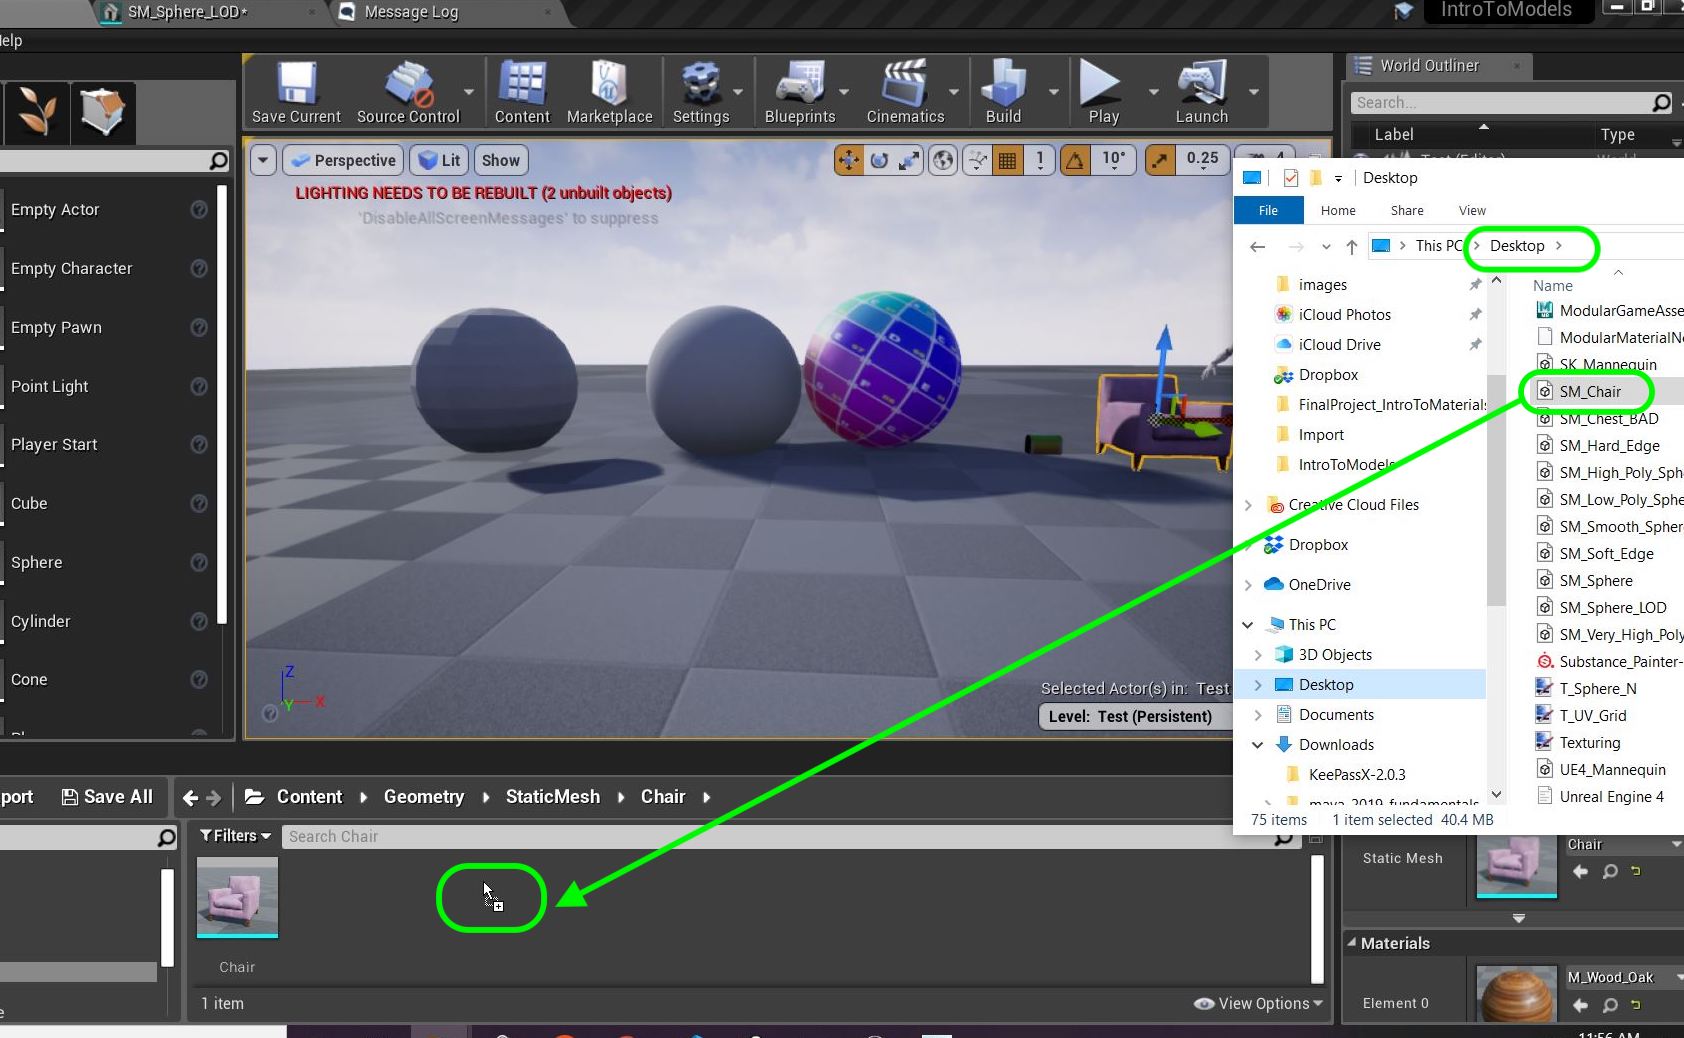 SM_Sphere_LOD*
Message Log
IntroToModels
Help
Save Current
Source Control
Content
Marketplace
Settings
Blueprints
Cinematics
Build
Play
Launch
World Outliner
Search...
Label
Type
Perspective
Lit
Show
1
10°
0.25
4
LIGHTING NEEDS TO BE REBUILT (2 unbuilt objects)
'DisableAllScreenMessages' to suppress
Empty Actor
Empty Character
Empty Pawn
Point Light
Player Start
Cube
Sphere
Cylinder
Cone
Z
X
Y
Selected Actor(s) in: Test
Level: Test (Persistent)
Desktop
File
Home
Share
View
This PC > Desktop >
images
iCloud Photos
iCloud Drive
Dropbox
FinalProject_IntroToMaterials
Import
IntroToModels
Creative Cloud Files
Dropbox
OneDrive
This PC
3D Objects
Desktop
Documents
Downloads
KeePassX-2.0.3
maya_2019_fundamentals
Name
ModularGameAsse
ModularMaterialNo
SK_Mannequin
SM_Chair
SM_Chest_BAD
SM_Hard_Edge
SM_High_Poly_Sph
SM_Low_Poly_Sphe
SM_Smooth_Spher
SM_Soft_Edge
SM_Sphere
SM_Sphere_LOD
SM_Very_High_Poly
Substance_Painter-
T_Sphere_N
T_UV_Grid
Texturing
UE4_Mannequin
Unreal Engine 4
75 items
1 item selected 40.4 MB
port
Save All
Content
Geometry
StaticMesh
Chair
Filters
Search Chair
Chair
1 item
View Options
Static Mesh
Chair
Materials
Element 0
M_Wood_Oak
11:56 AM